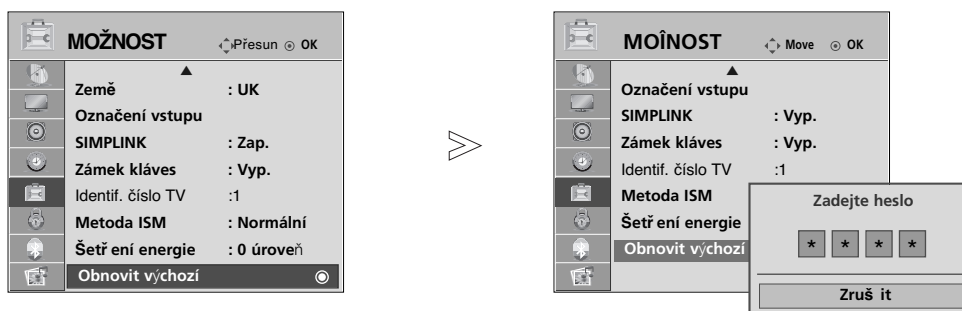 MOŽNOST Přesun OK
Země : UK
Označení vstupu
SIMPLINK : Zap.
Zámek kláves : Vyp.
Identif. číslo TV :1
Metoda ISM : Normální
Šetř ení energie : 0 úroveň
Obnovit výchozí
MOÎNOST Move OK
Označení vstupu
SIMPLINK : Vyp.
Zámek kláves : Vyp.
Identif. číslo TV :1
Metoda ISM
Šetř ení energie
Obnovit výchozí
Zadejte heslo
* * * *
Zruš it